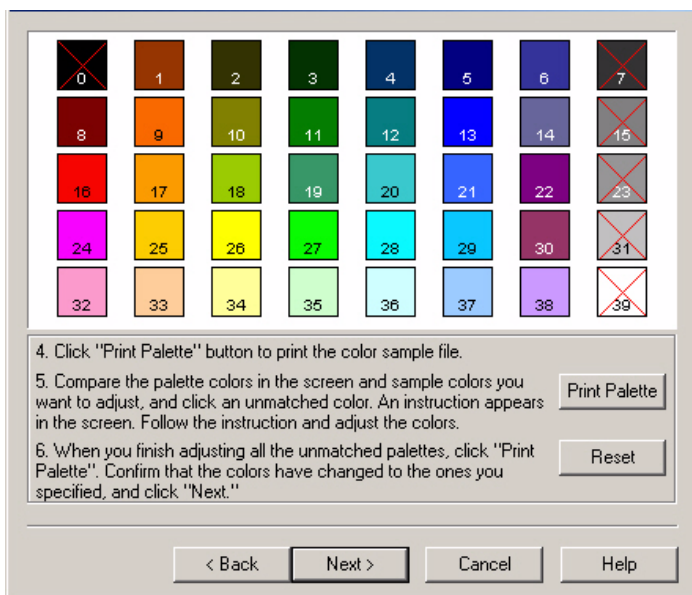 0 1 2 3 4 5 6 7
8 9 10 11 12 13 14 15
16 17 18 19 20 21 22 23
24 25 26 27 28 29 30 31
32 33 34 35 36 37 38 39
4. Click "Print Palette" button to print the color sample file.
5. Compare the palette colors in the screen and sample colors you
want to adjust, and click an unmatched color. An instruction appears
in the screen. Follow the instruction and adjust the colors.
Print Palette
6. When you finish adjusting all the unmatched palettes, click "Print
Palette". Confirm that the colors have changed to the ones you
specified, and click "Next."
Reset
< Back Next > Cancel Help